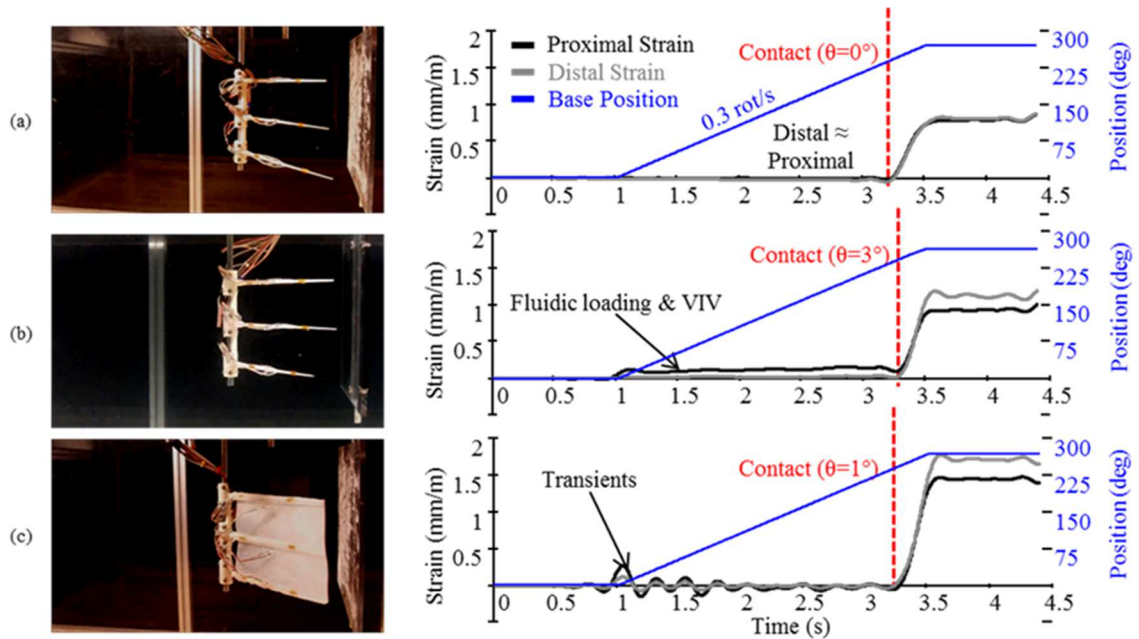 (a)
Strain (mm/m)
2
1.5
1
0.5
0 0.5 1 1.5 2 2.5 3 3.5 4 4.5
Proximal Strain
Distal Strain
Base Position
0.3 rot/s
Contact (θ=0°)
Distal ≈
Proximal
300
225
150
75
Position (deg)
(b)
Strain (mm/m)
2
1.5
1
0.5
0 0.5 1 1.5 2 2.5 3 3.5 4 4.5
Contact (θ=3°)
Fluidic loading & VIV
300
225
150
75
Position (deg)
(c)
Strain (mm/m)
2
1.5
1
0.5
0 0.5 1 1.5 2 2.5 3 3.5 4 4.5
Contact (θ=1°)
Transients
300
225
150
75
Position (deg)
Time (s)